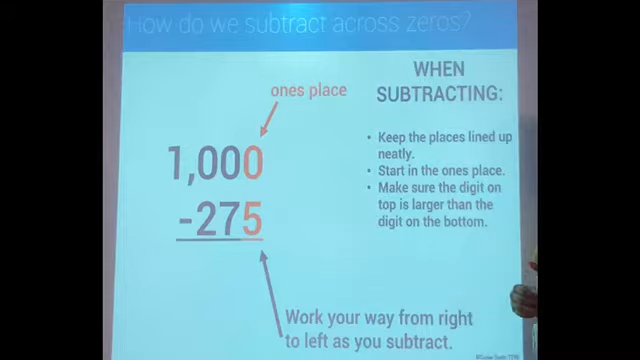 How do we subtract across zeros?
WHEN
SUBTRACTING:
ones place
1,000
-275
• Keep the places lined up
neatly.
• Start in the ones place.
• Make sure the digit on
top is larger than the
digit on the bottom.
Work your way from right
to left as you subtract.